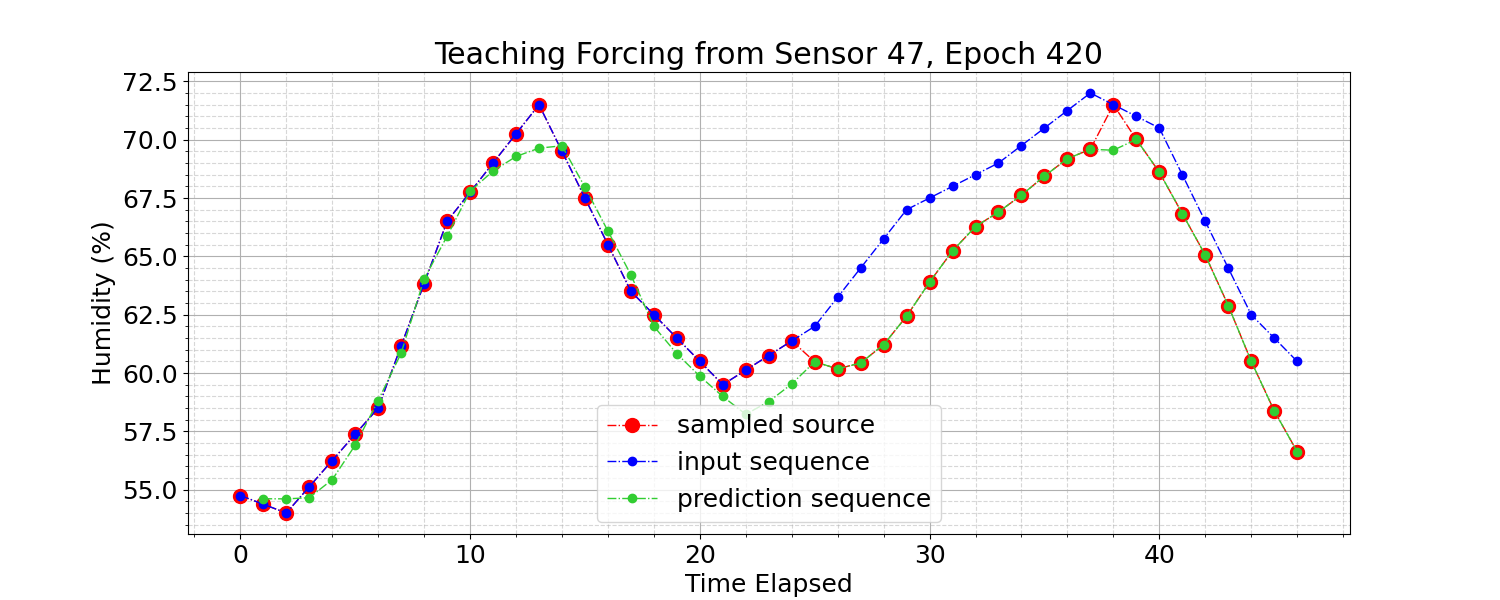 Teaching Forcing from Sensor 47, Epoch 420
72.5
70.0
67.5
65.0
62.5
60.0
57.5
55.0
Humidity (%)
sampled source
input sequence
prediction sequence
0 10 20 30 40
Time Elapsed